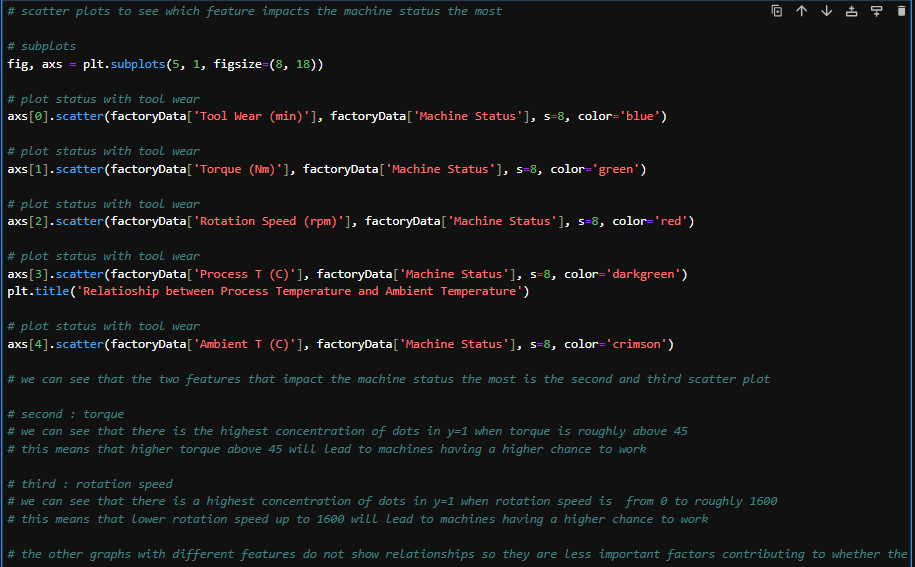 # scatter plots to see which feature impacts the machine status the most
# subplots
fig, axs = plt.subplots(5, 1, figsize=(8, 18))
# plot status with tool wear
axs[0].scatter(factoryData['Tool Wear (min)'], factoryData['Machine Status'], s=8, color='blue')
# plot status with tool wear
axs[1].scatter(factoryData['Torque (Nm)'], factoryData['Machine Status'], s=8, color='green')
# plot status with tool wear
axs[2].scatter(factoryData['Rotation Speed (rpm)'], factoryData['Machine Status'], s=8, color='red')
# plot status with tool wear
axs[3].scatter(factoryData['Process T (C)'], factoryData['Machine Status'], s=8, color='darkgreen')
plt.title('Relatioship between Process Temperature and Ambient Temperature')
# plot status with tool wear
axs[4].scatter(factoryData['Ambient T (C)'], factoryData['Machine Status'], s=8, color='crimson')
# we can see that the two features that impact the machine status the most is the second and third scatter plot
# second : torque
# we can see that there is the highest concentration of dots in y=1 when torque is roughly above 45
# this means that higher torque above 45 will lead to machines having a higher chance to work
# third : rotation speed
# we can see that there is a highest concentration of dots in y=1 when rotation speed is  from 0 to roughly 1600
# this means that lower rotation speed up to 1600 will lead to machines having a higher chance to work
# the other graphs with different features do not show relationships so they are less important factors contributing to whether the